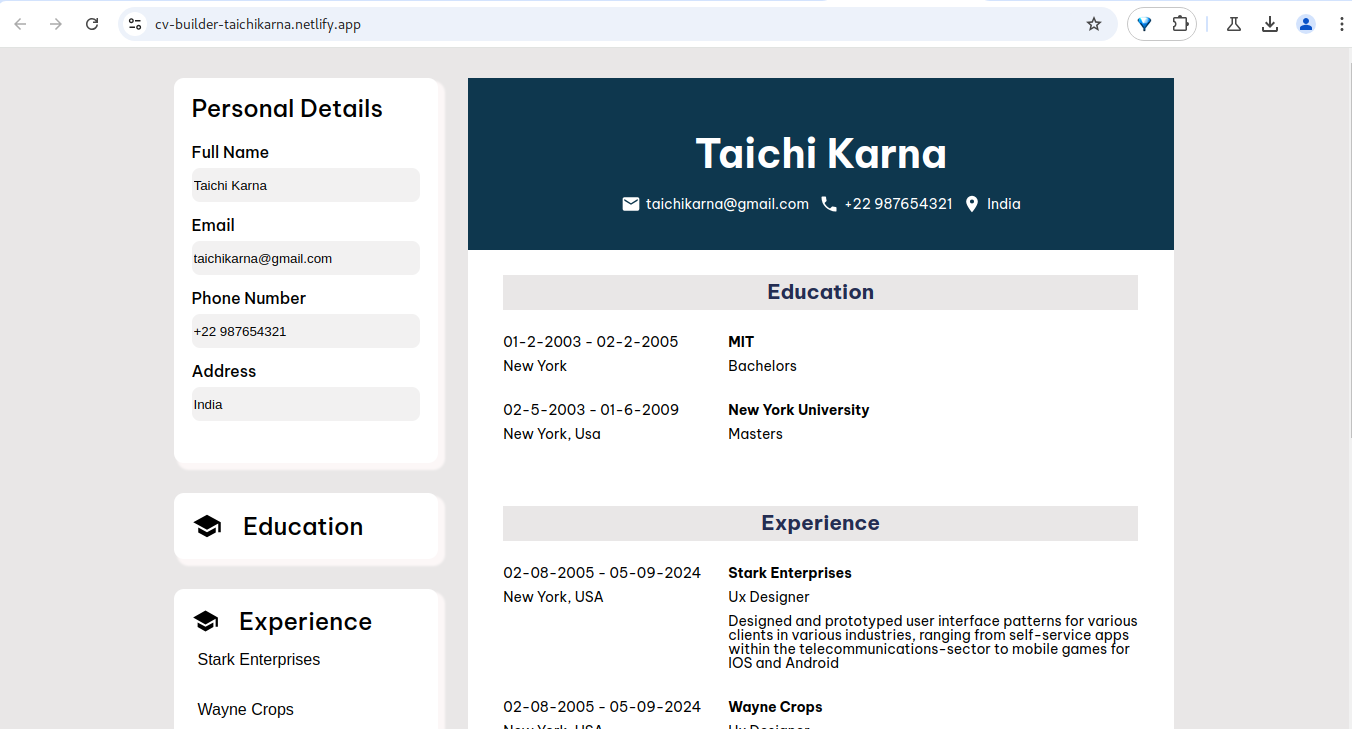 cv-builder-taichikarna.netlify.app
Personal Details
Full Name
Taichi Karna
Email
taichikarna@gmail.com
Phone Number
+22 987654321
Address
India
Education
Experience
Stark Enterprises
Wayne Crops
Taichi Karna
taichikarna@gmail.com +22 987654321 India
Education
01-2-2003 - 02-2-2005 MIT
New York Bachelors
02-5-2003 - 01-6-2009 New York University
New York, Usa Masters
Experience
02-08-2005 - 05-09-2024 Stark Enterprises
New York, USA Ux Designer
Designed and prototyped user interface patterns for various
clients in various industries, ranging from self-service apps
within the telecommunications-sector to mobile games for
IOS and Android
02-08-2005 - 05-09-2024 Wayne Crops
New York, USA Ux Designer